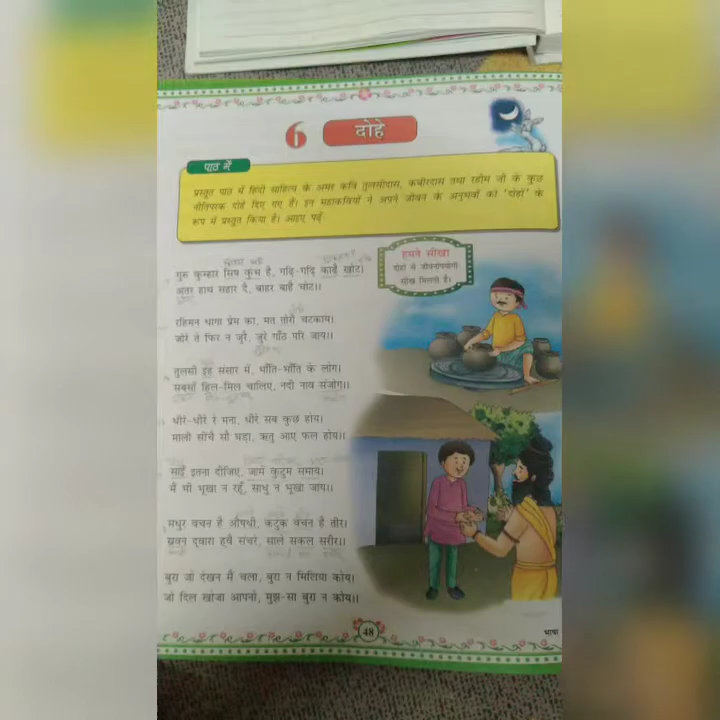 6 दोहे
पाठ में
प्रस्तुत पाठ में हिंदी साहित्य के अमर कवि तुलसीदास, कबीरदास तथा रहीम जी के कुछ
नीतिपरक दोहे दिए गए हैं। इन महाकवियों ने अपने जीवन के अनुभवों को 'दोहों' के
रूप में प्रस्तुत किया है। आइए पढ़ें
हमने सीखा
दोहों से जीवनोपयोगी
सीख मिलती है।
गुरु कुम्हार सिष कुंभ है, गढ़ि-गढ़ि काढ़ै खोट।
अंतर हाथ सहार दै, बाहर बाहै चोट।।
रहिमन धागा प्रेम का, मत तोरो चटकाय।
जोरे ते फिर न जुरै, जुरे गाँठ परि जाय।।
तुलसी इह संसार में, भाँति-भाँति के लोग।
सबसों हिल-मिल चालिए, नदी नाव संजोग।।
धीरे-धीरे रे मना, धीरे सब कुछ होय।
माली सींचै सौ घड़ा, ऋतु आए फल होय।।
साईं इतना दीजिए, जामें कुटुम समाय।
मैं भी भूखा न रहूँ, साधु न भूखा जाय।।
मधुर वचन है औषधी, कटुक वचन है तीर।
स्रवन द्वारा ह्वै संचरे, साले सकल सरीर।।
बुरा जो देखन मैं चला, बुरा न मिलिया कोय।
जो दिल खोजा आपनो, मुझ-सा बुरा न कोय।।
48
भाषा